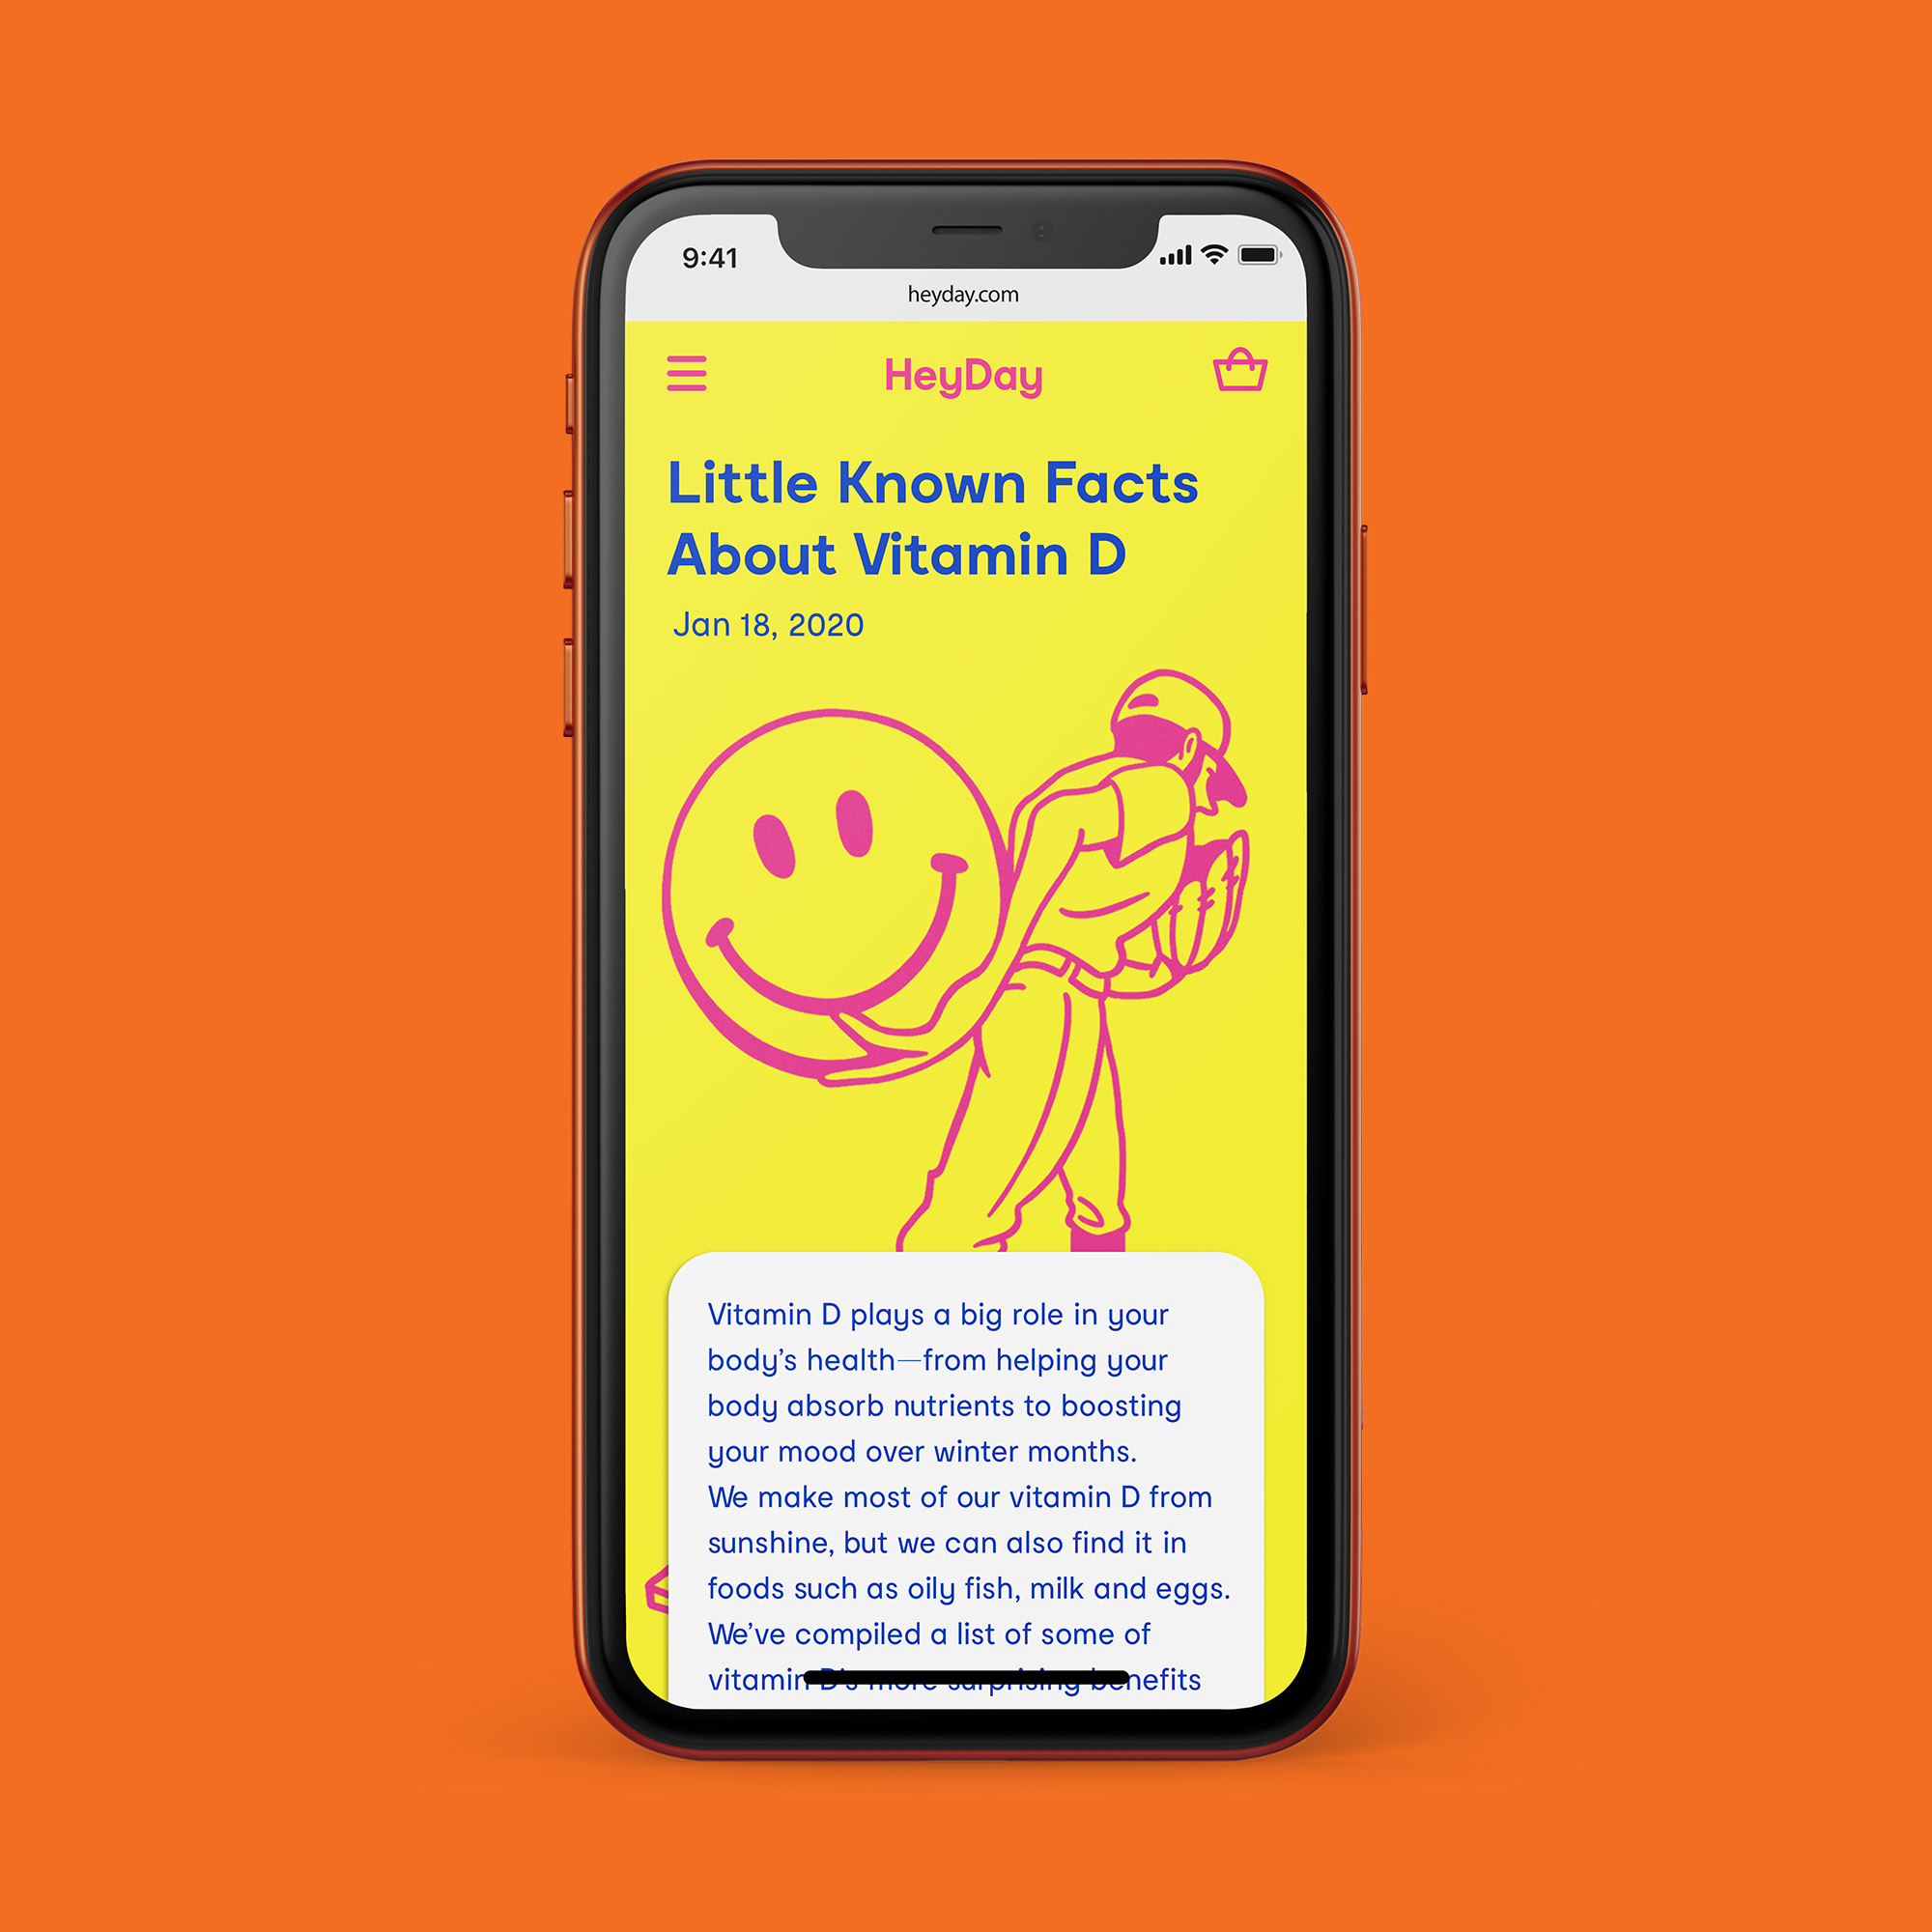 9:41
heyday.com
HeyDay
Little Known Facts
About Vitamin D
Jan 18, 2020
Vitamin D plays a big role in your
body’s health—from helping your
body absorb nutrients to boosting
your mood over winter months.
We make most of our vitamin D from
sunshine, but we can also find it in
foods such as oily fish, milk and eggs.
We’ve compiled a list of some of
vitamin D’s more surprising benefits